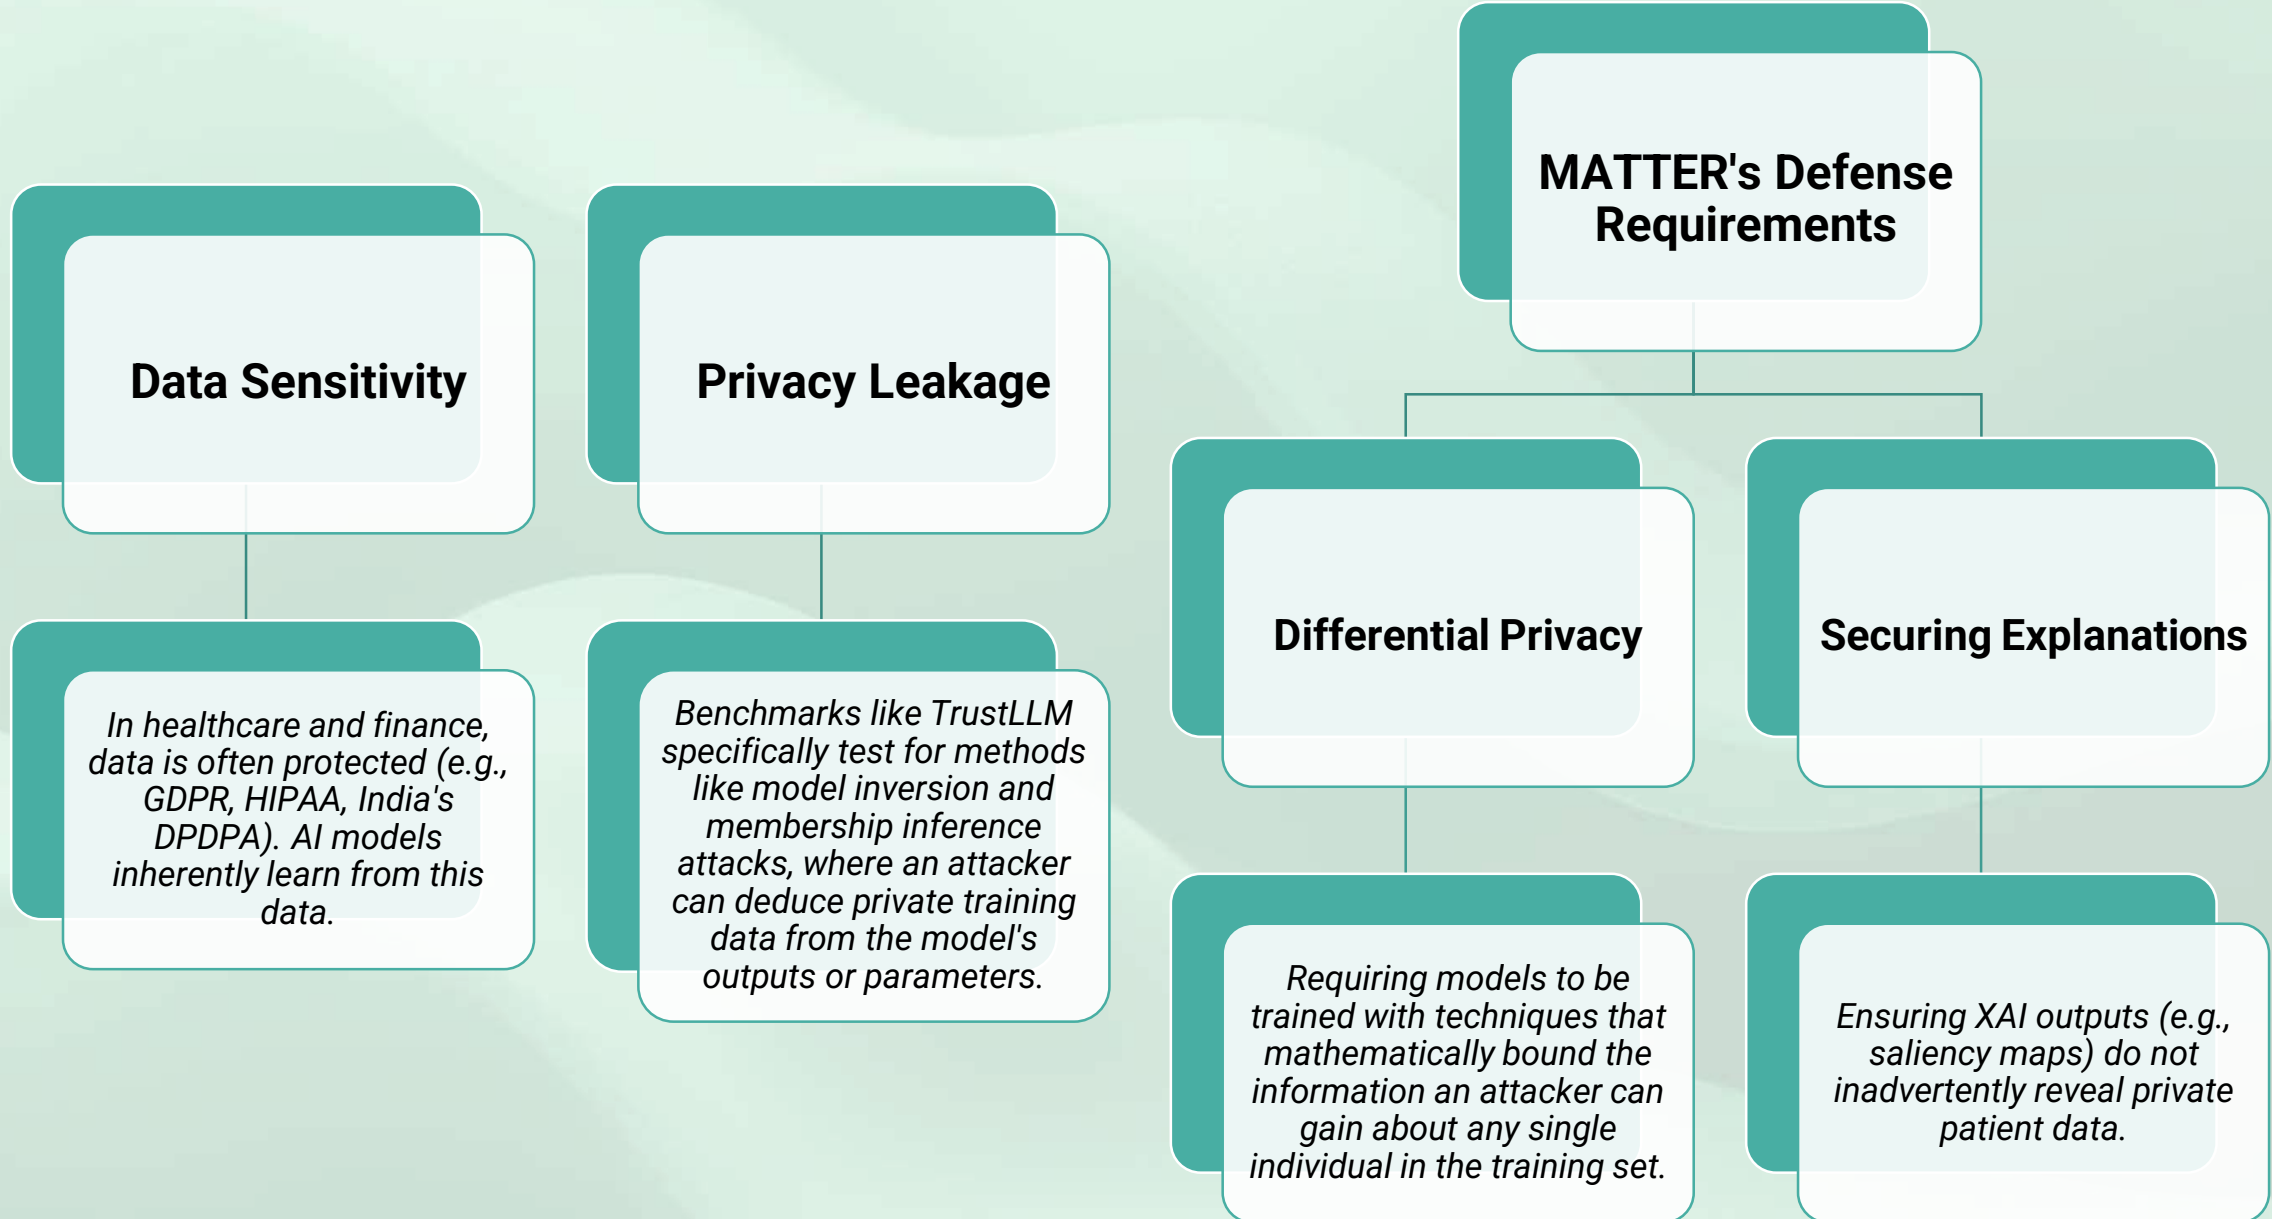 Data Sensitivity
In healthcare and finance,
data is often protected (e.g.,
GDPR, HIPAA, India's
DPDPA). AI models
inherently learn from this
data.
Privacy Leakage
Benchmarks like TrustLLM
specifically test for methods
like model inversion and
membership inference
attacks, where an attacker
can deduce private training
data from the model's
outputs or parameters.
MATTER's Defense
Requirements
Differential Privacy
Requiring models to be
trained with techniques that
mathematically bound the
information an attacker can
gain about any single
individual in the training set.
Securing Explanations
Ensuring XAI outputs (e.g.,
saliency maps) do not
inadvertently reveal private
patient data.